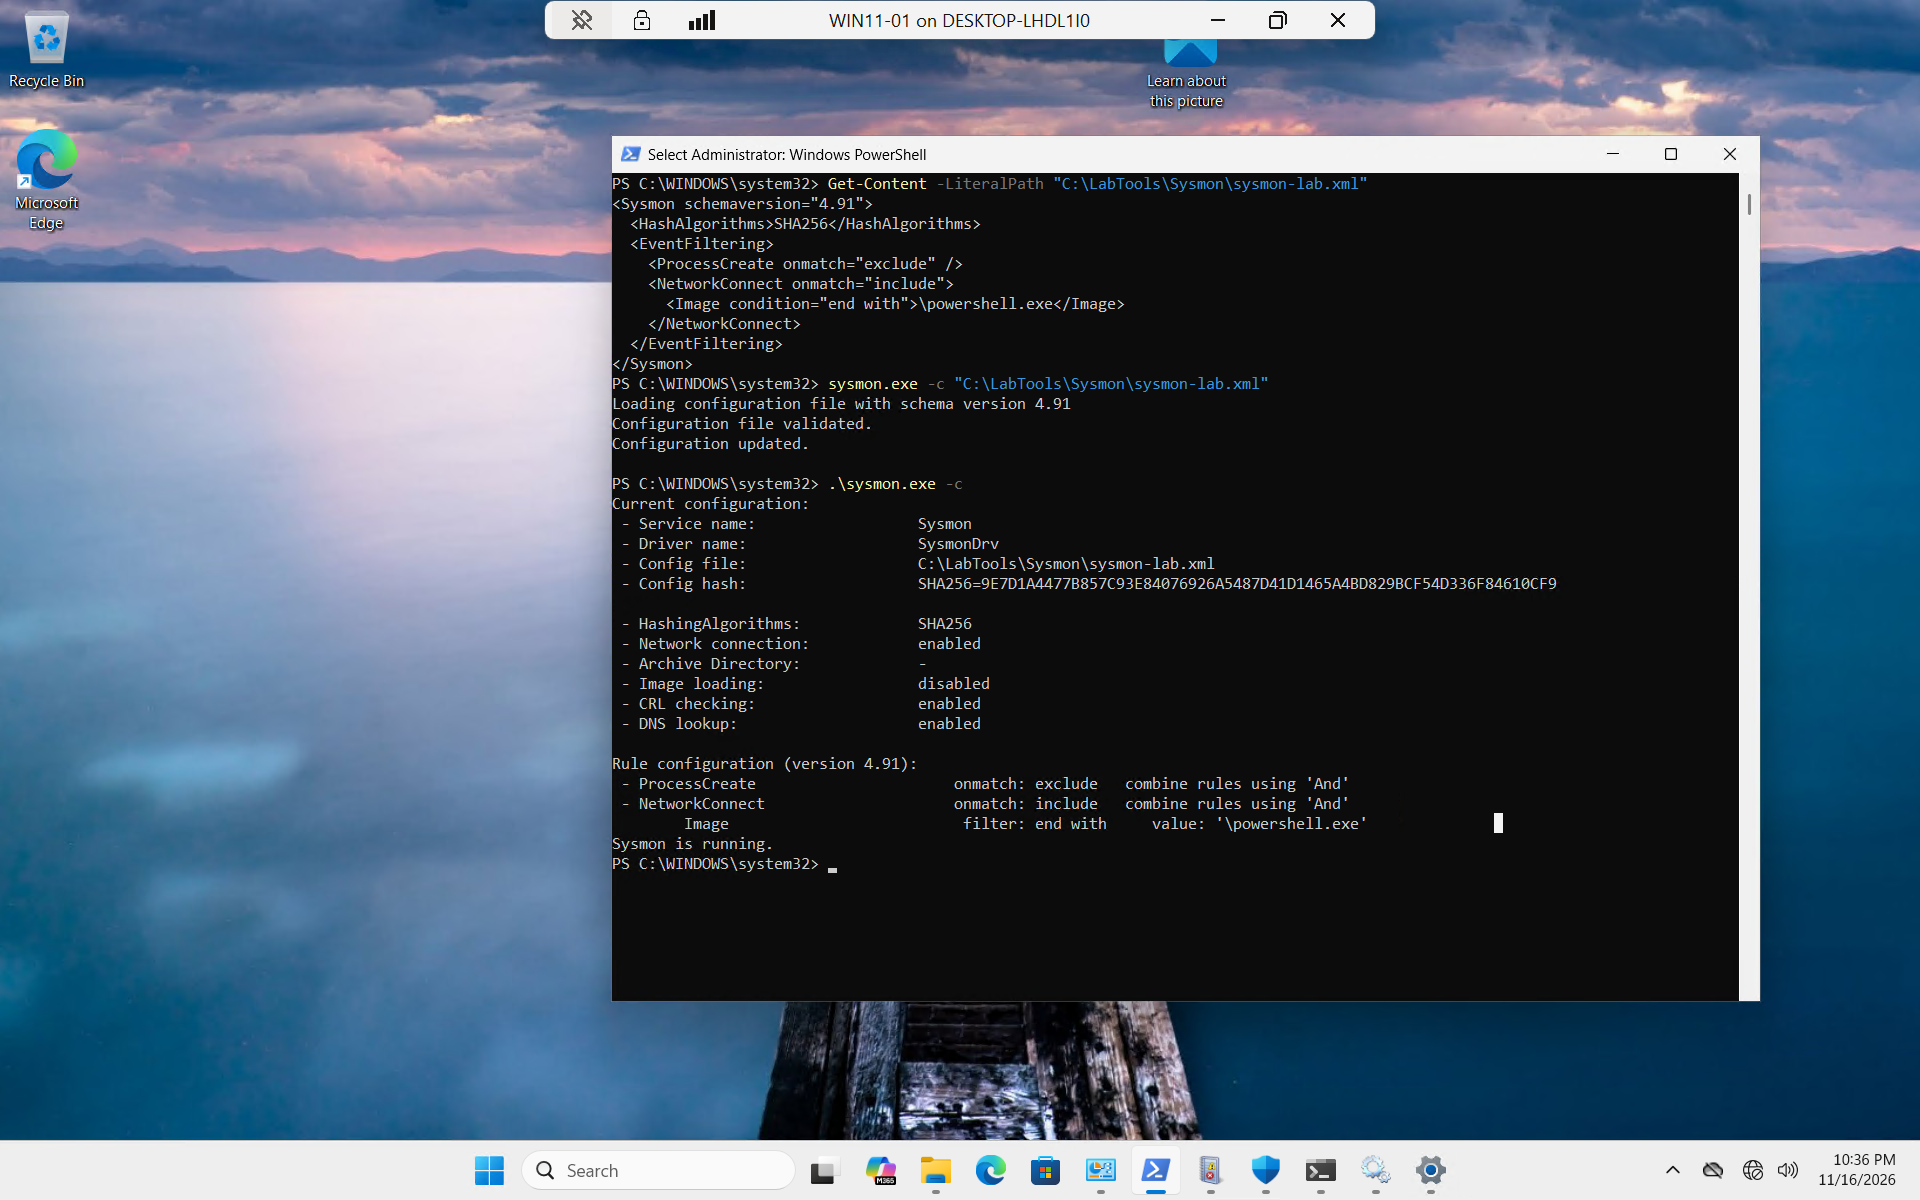 WIN11-01 on DESKTOP-LHDL1I0
Recycle Bin
Learn about
this picture
Microsoft
Edge
Select Administrator: Windows PowerShell
PS C:\WINDOWS\system32> Get-Content -LiteralPath "C:\LabTools\Sysmon\sysmon-lab.xml"
<Sysmon schemaversion="4.91">
  <HashAlgorithms>SHA256</HashAlgorithms>
  <EventFiltering>
    <ProcessCreate onmatch="exclude" />
    <NetworkConnect onmatch="include">
      <Image condition="end with">\powershell.exe</Image>
    </NetworkConnect>
  </EventFiltering>
</Sysmon>
PS C:\WINDOWS\system32> sysmon.exe -c "C:\LabTools\Sysmon\sysmon-lab.xml"
Loading configuration file with schema version 4.91
Configuration file validated.
Configuration updated.
PS C:\WINDOWS\system32> .\sysmon.exe -c
Current configuration:
 - Service name:                  Sysmon
 - Driver name:                   SysmonDrv
 - Config file:                   C:\LabTools\Sysmon\sysmon-lab.xml
 - Config hash:                   SHA256=9E7D1A4477B857C93E84076926A5487D41D1465A4BD829BCF54D336F84610CF9
 - HashingAlgorithms:             SHA256
 - Network connection:            enabled
 - Archive Directory:             -
 - Image loading:                 disabled
 - CRL checking:                  enabled
 - DNS lookup:                    enabled
Rule configuration (version 4.91):
 - ProcessCreate                      onmatch: exclude   combine rules using 'And'
 - NetworkConnect                     onmatch: include   combine rules using 'And'
        Image                          filter: end with     value: '\powershell.exe'
Sysmon is running.
PS C:\WINDOWS\system32>
Search
M365
10:36 PM
11/16/2026